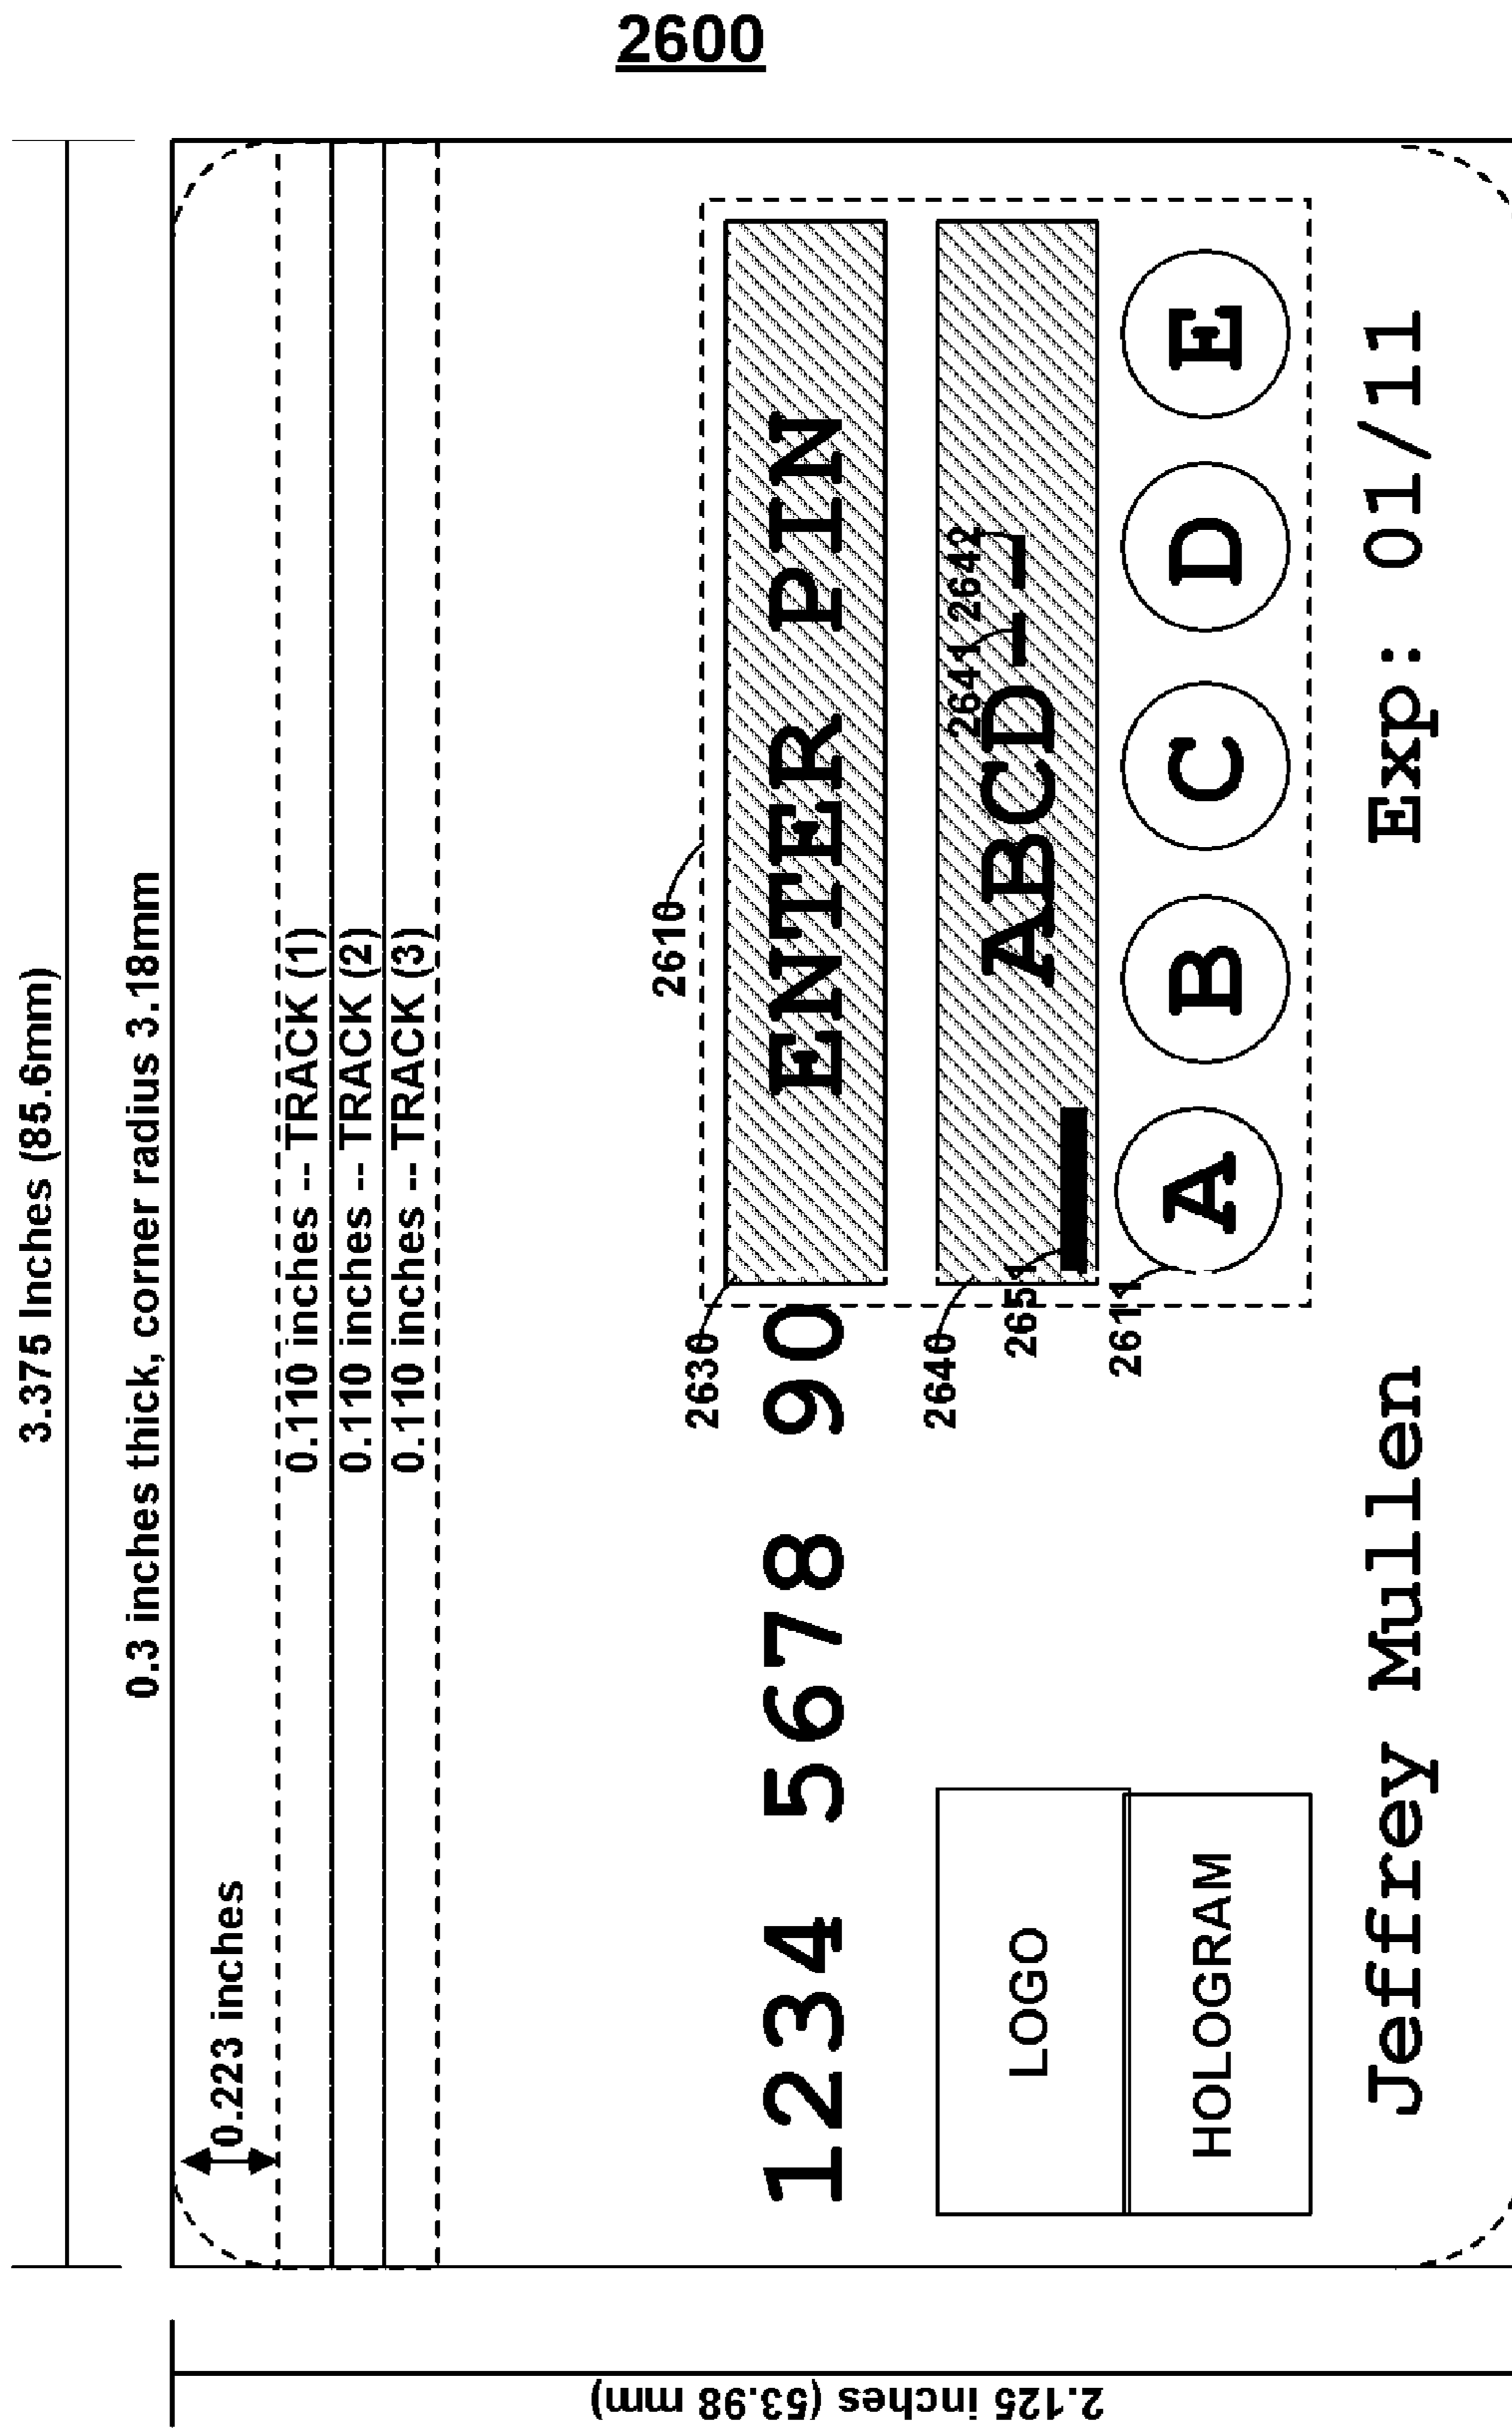 2600
3.375 Inches (85.6mm)
0.3 inches thick, corner radius 3.18mm
0.223 inches
0.110 inches -- TRACK (1)
0.110 inches -- TRACK (2)
0.110 inches -- TRACK (3)
2610
2630
1234 5678 90
ENTER PIN
2640
2641 2642
ABCD _ _
2651
2611
A B C D E
LOGO
HOLOGRAM
Jeffrey Mullen Exp: 01/11
2.125 inches (53.98 mm)